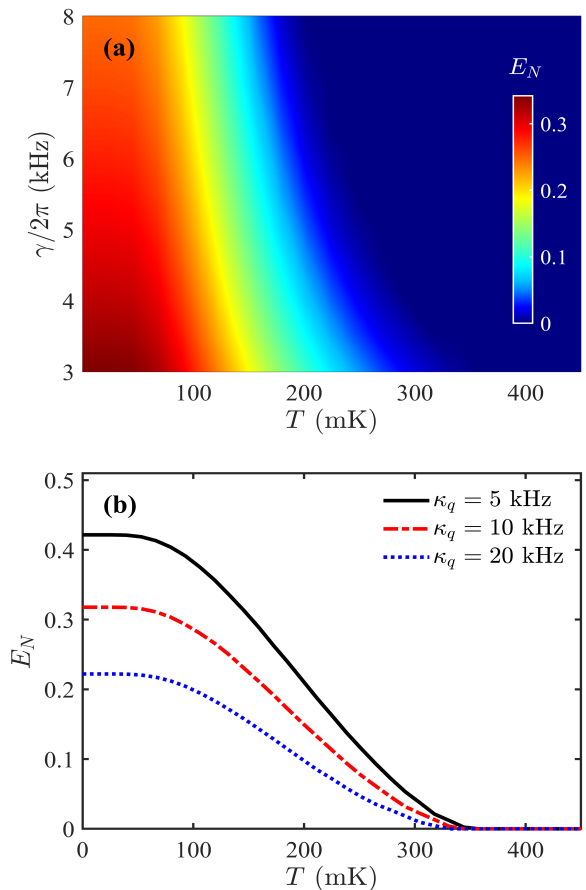 (a)
E_N
0.3
0.2
0.1
0
8
7
6
5
4
3
γ/2π (kHz)
100 200 300 400
T (mK)
(b)
κ_q = 5 kHz
κ_q = 10 kHz
κ_q = 20 kHz
0.5
0.4
0.3
0.2
0.1
0
E_N
0 100 200 300 400
T (mK)